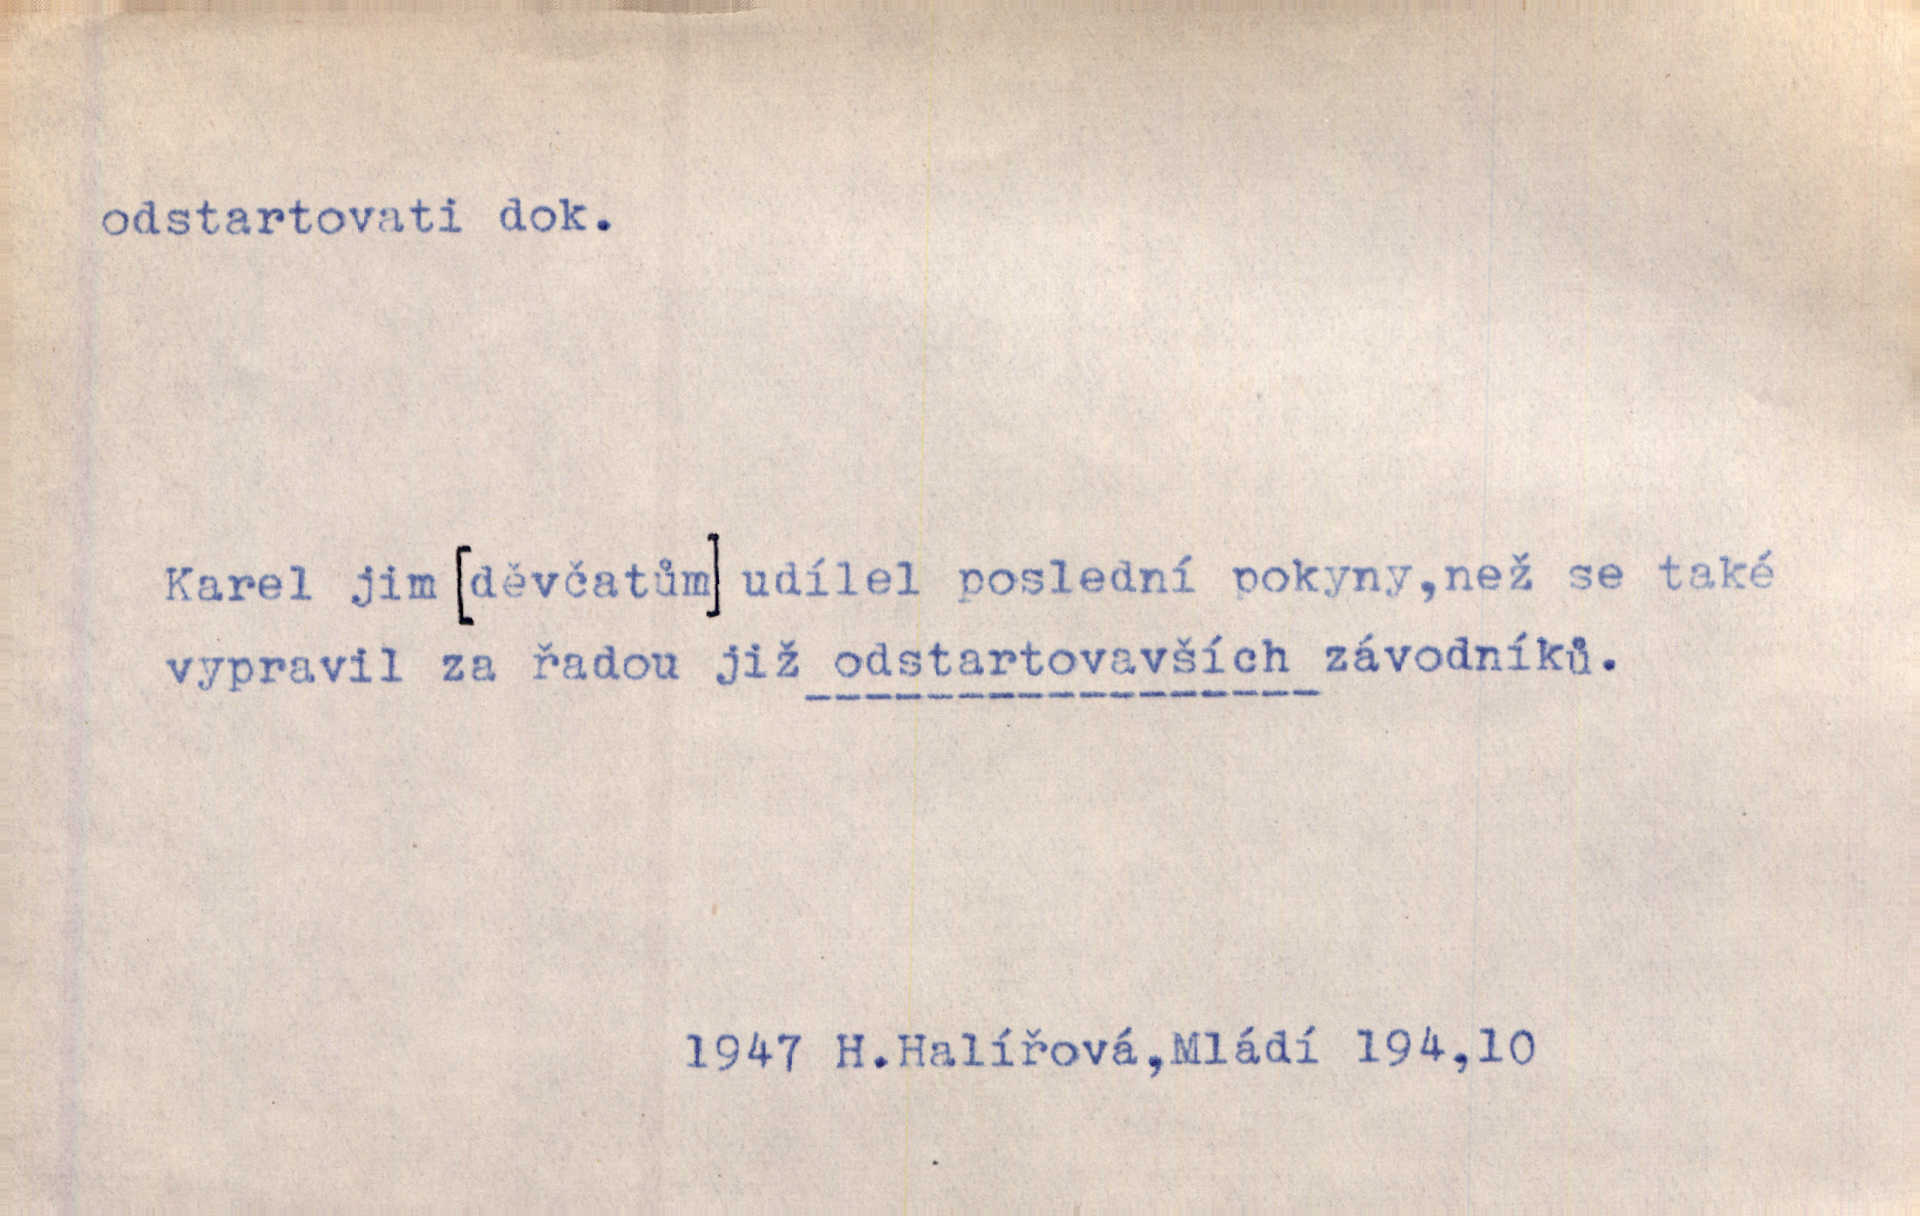 odstartovati dok.
Karel jim [děvčatům] udílel poslední pokyny,než se také
vypravil za řadou již odstartovavších závodníků.
1947 H.Halířová,Mládí 194,10